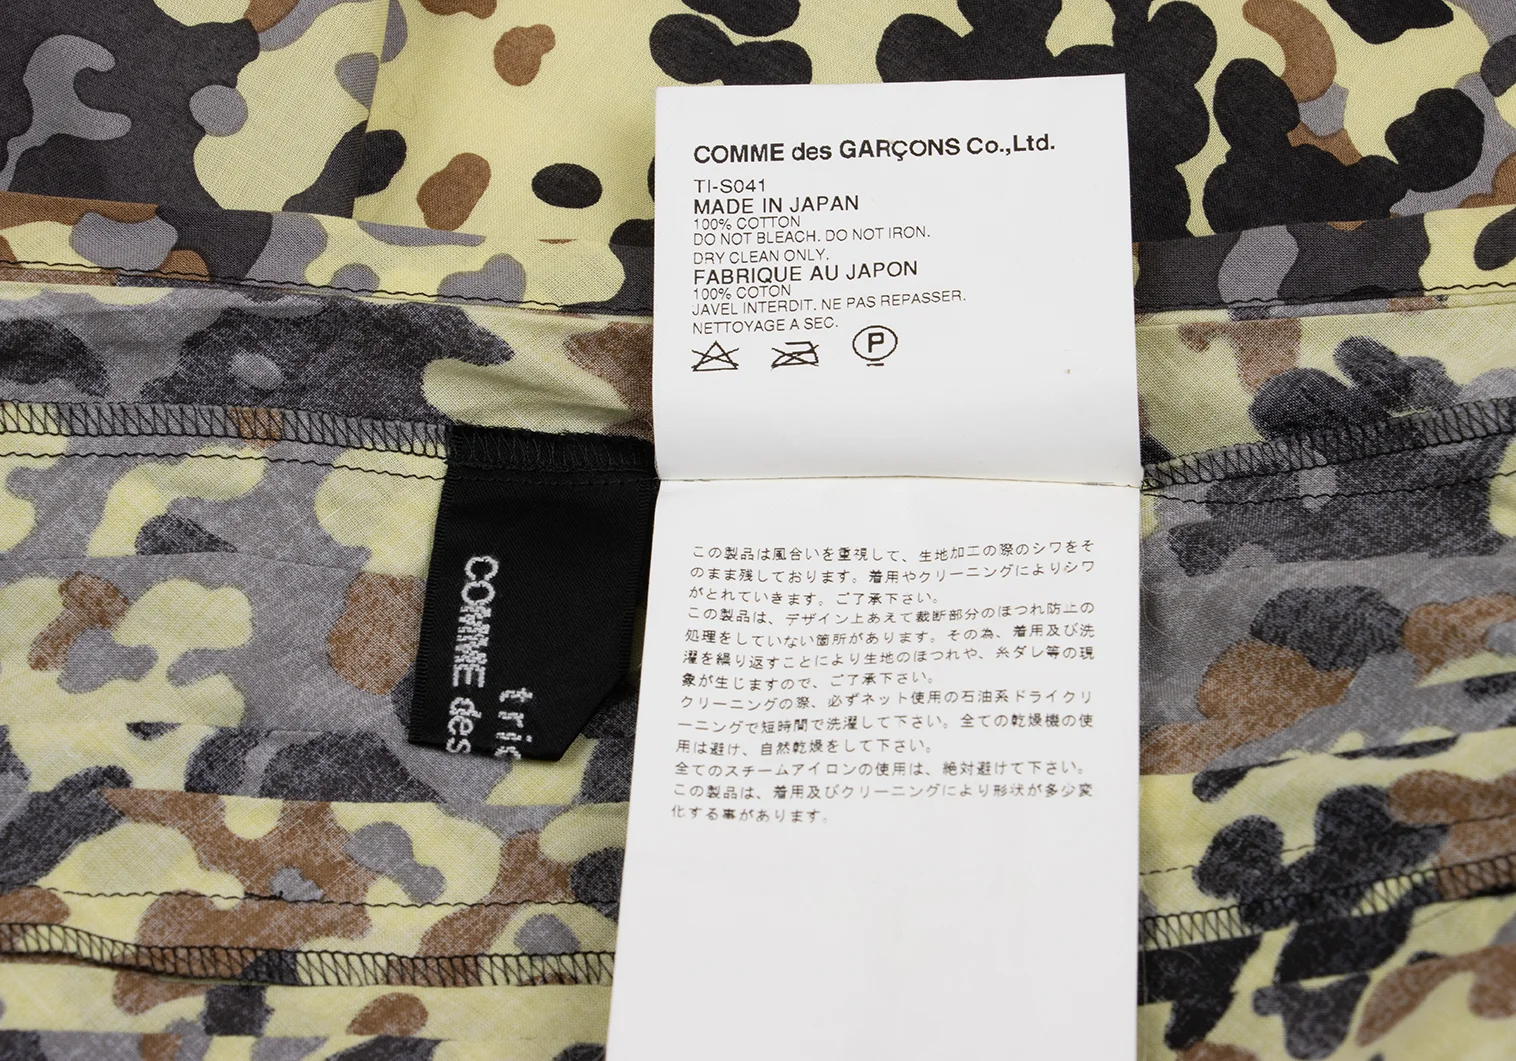 COMME des GARÇONS Co.,Ltd.
TI-S041
MADE IN JAPAN
100% COTTON
DO NOT BLEACH. DO NOT IRON.
DRY CLEAN ONLY.
FABRIQUE AU JAPON
100% COTON
JAVEL INTERDIT. NE PAS REPASSER.
NETTOYAGE A SEC.
P
この製品は風合いを重視して、生地加工の際のシワをそ
のまま残しております。着用やクリーニングによりシワ
がとれていきます。ご了承下さい。
この製品は、デザイン上あえて裁断部分のほつれ防止の
処理をしていない箇所があります。その為、着用及び洗
濯を繰り返すことにより生地のほつれや、糸ダレ等の現
象が生じますので、ご了承下さい。
クリーニングの際、必ずネット使用の石油系ドライクリ
ーニングで短時間で洗濯して下さい。全ての乾燥機の使
用は避け、自然乾燥をして下さい。
全てのスチームアイロンの使用は、絶対避けて下さい。
この製品は、着用及びクリーニングにより形状が多少変
化する事があります。
tric
COMME des